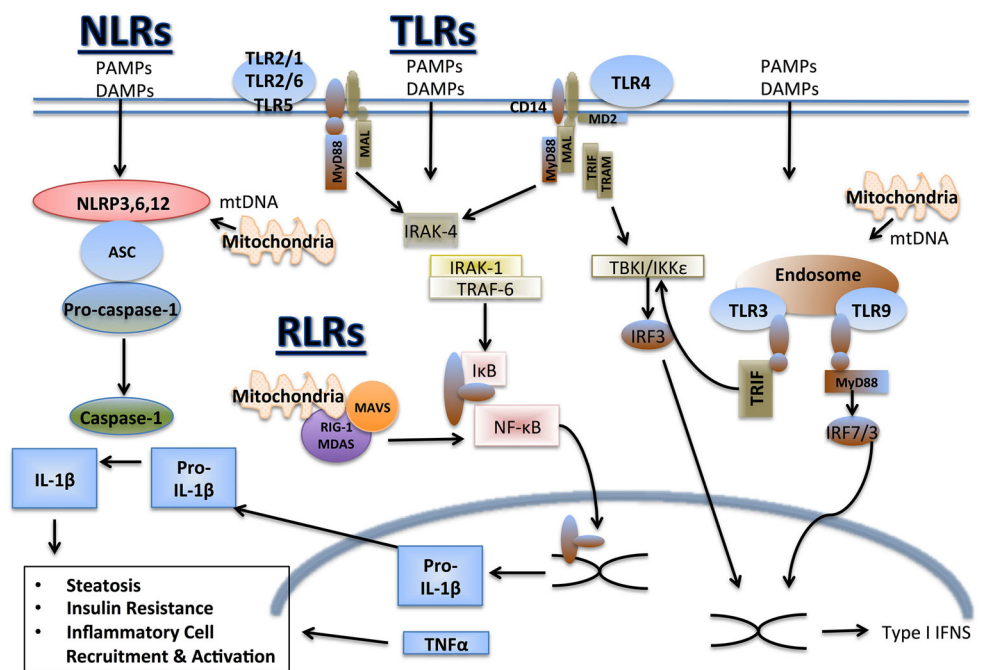 NLRs
PAMPs
DAMPs
TLR2/1
TLR2/6
TLR5
MyD88
MAL
TLRs
PAMPs
DAMPs
CD14
MyD88
MAL
TLR4
MD2
TRIF
TRAM
PAMPs
DAMPs
NLRP3,6,12
mtDNA
Mitochondria
ASC
Pro-caspase-1
Caspase-1
IRAK-4
IRAK-1
TRAF-6
TBKI/IKKε
IRF3
Mitochondria
mtDNA
Endosome
TLR3
TLR9
TRIF
MyD88
IRF7/3
RLRs
Mitochondria
MAVS
RIG-1
MDAS
IκB
NF-κB
IL-1β
Pro-
IL-1β
Pro-
IL-1β
TNFα
• Steatosis
• Insulin Resistance
• Inflammatory Cell
Recruitment & Activation
Type I IFNS